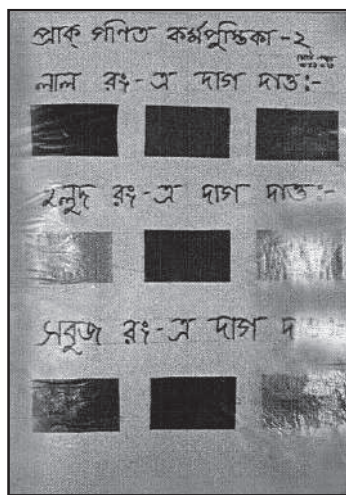 প্রাক্ গণিত কর্মপুস্তিকা -২
লাল রং-এ দাগ দাও :-
হলুদ রং-এ দাগ দাও :-
সবুজ রং-এ দাগ